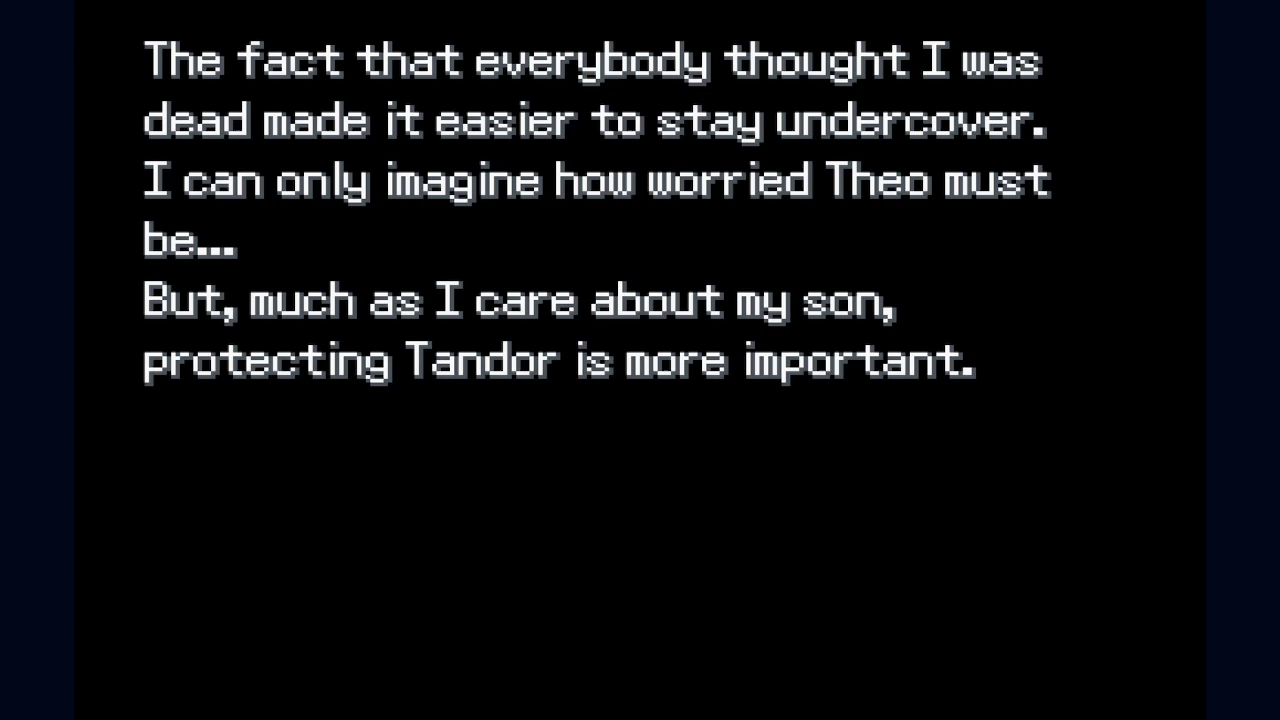 The fact that everybody thought I was
dead made it easier to stay undercover.
I can only imagine how worried Theo must
be...
But, much as I care about my son,
protecting Tandor is more important.